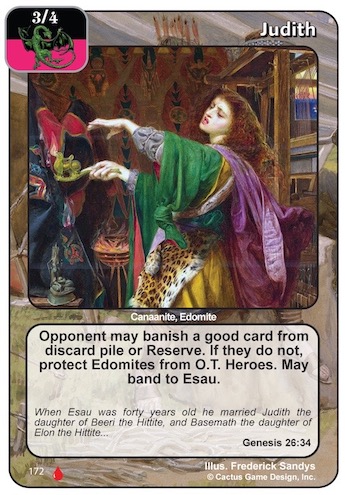 3/4
Judith
Canaanite, Edomite
Opponent may banish a good card from
discard pile or Reserve. If they do not,
protect Edomites from O.T. Heroes. May
band to Esau.
When Esau was forty years old he married Judith the
daughter of Beeri the Hittite, and Basemath the daughter of
Elon the Hittite...
Genesis 26:34
Illus. Frederick Sandys
172
© Cactus Game Design, Inc.